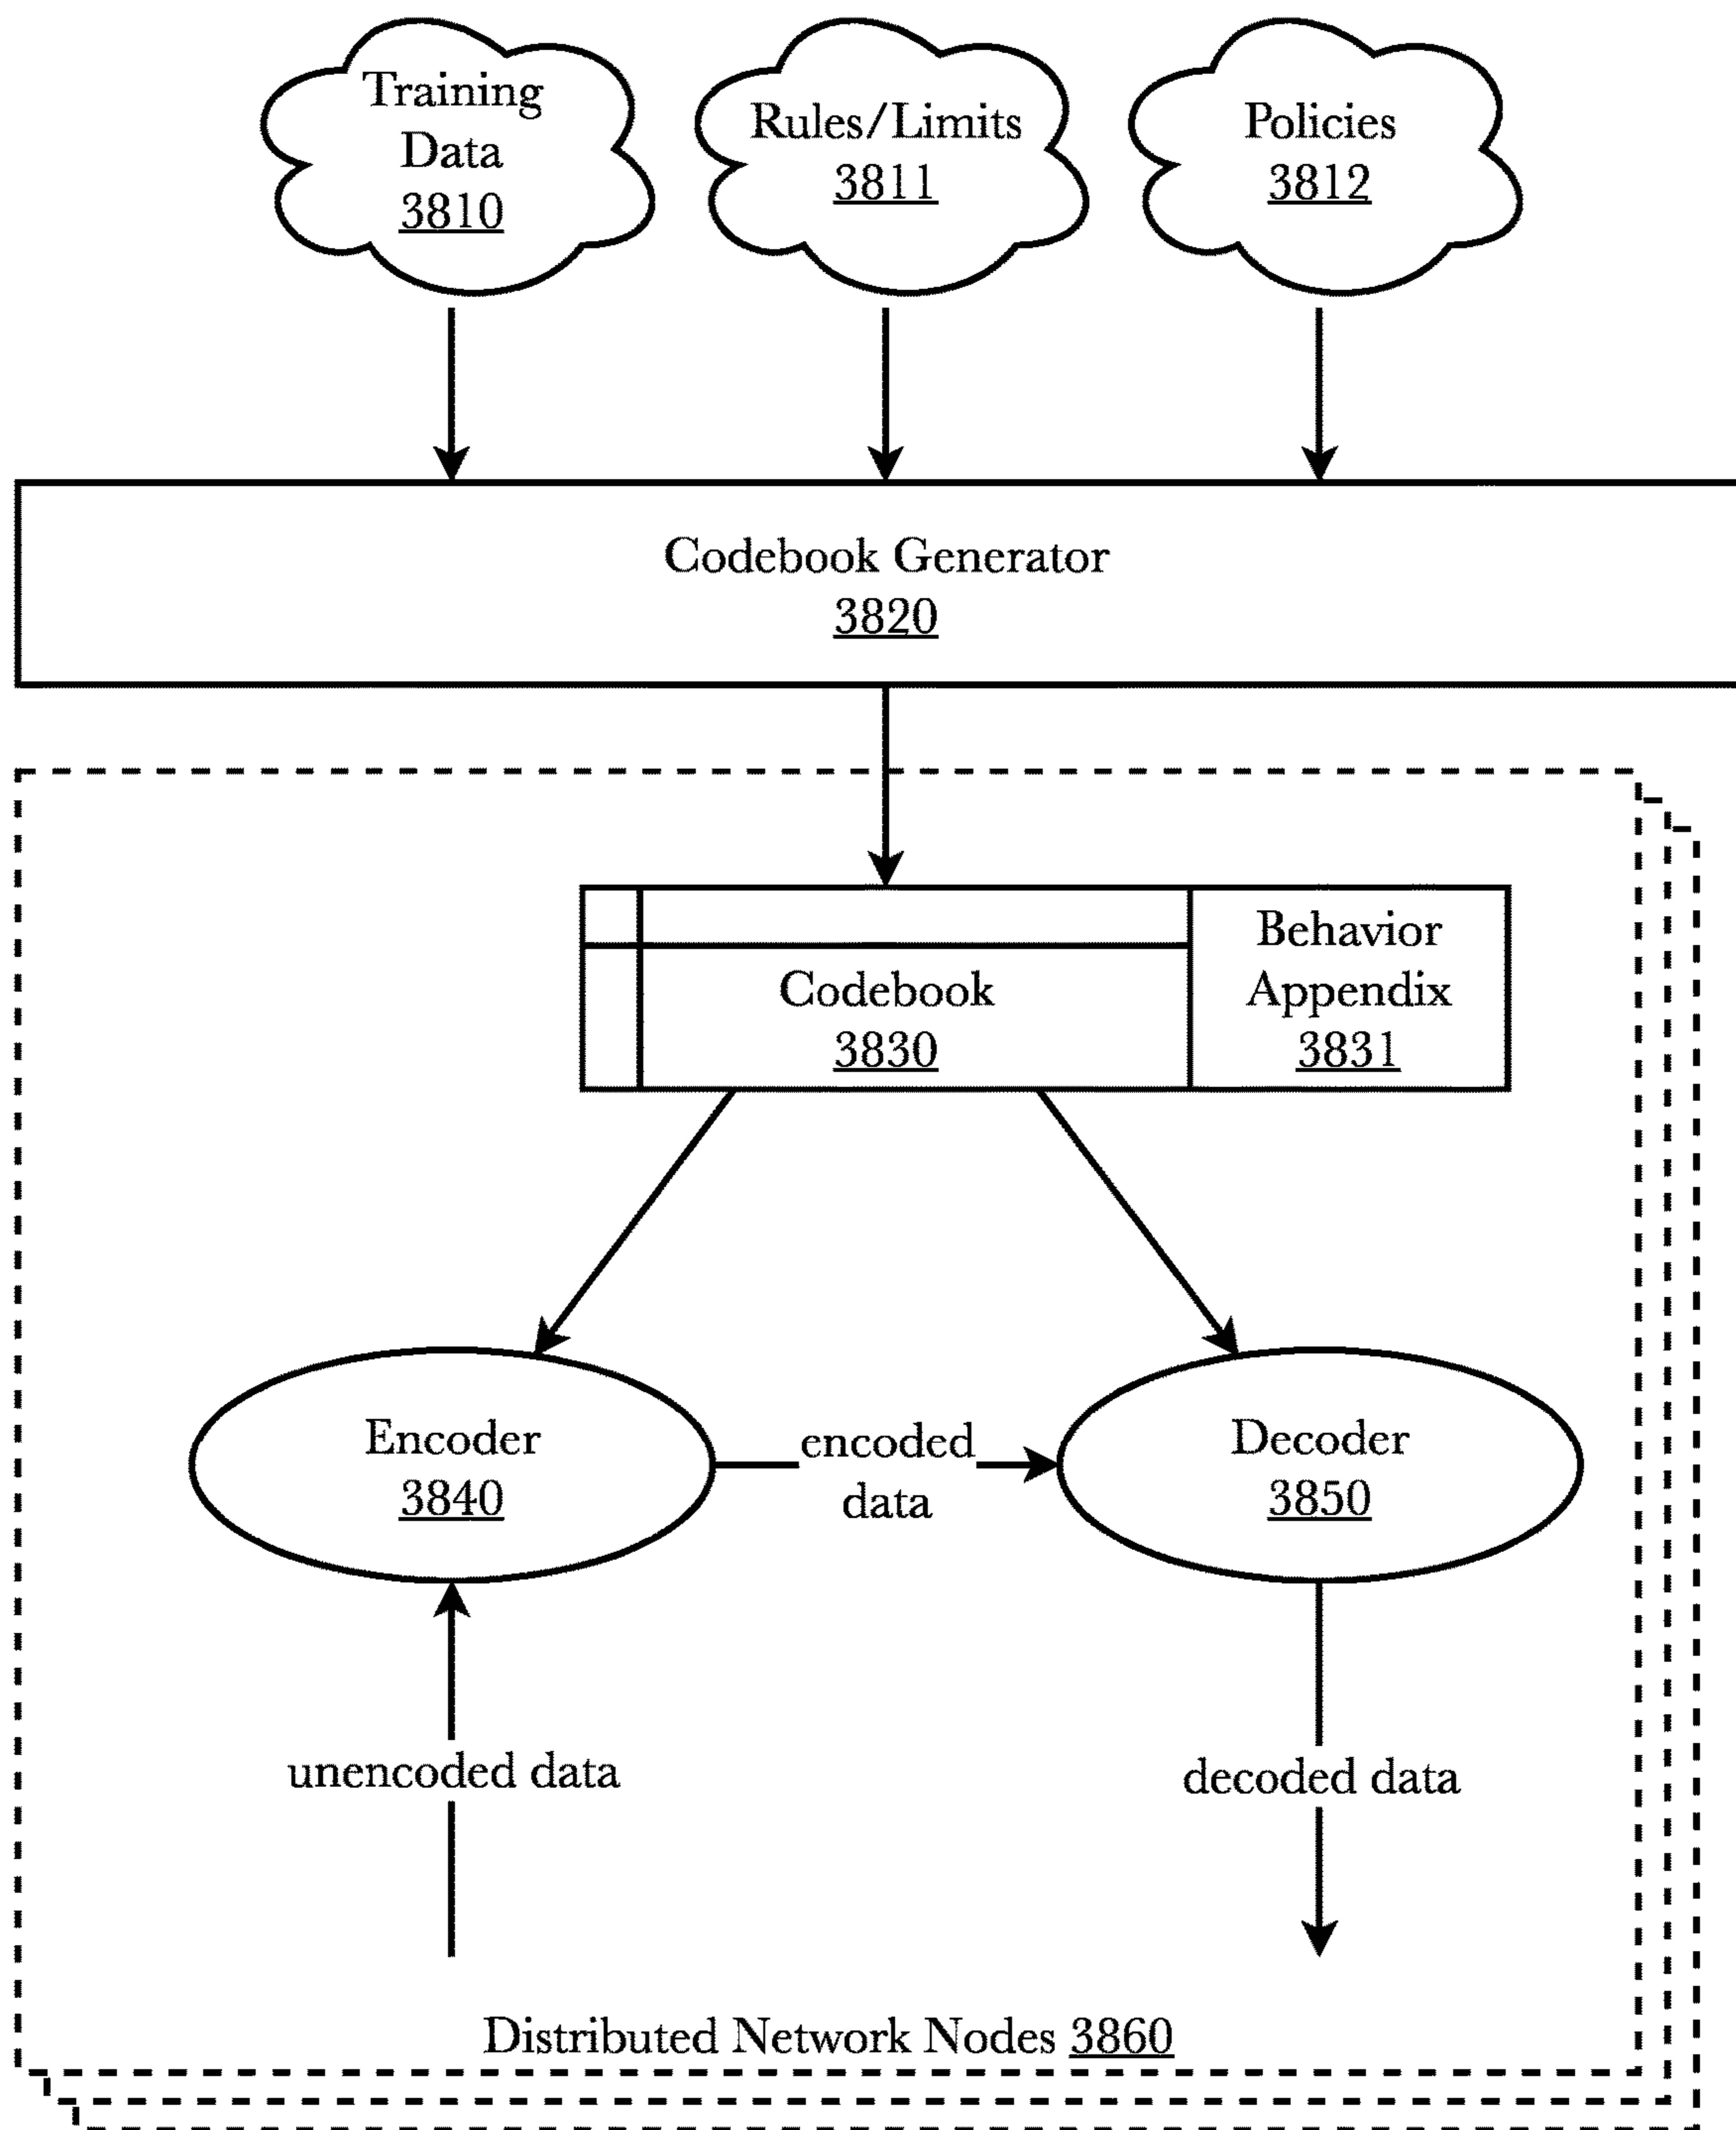 Training
Data
3810
Rules/Limits
3811
Policies
3812
Codebook Generator
3820
Codebook
3830
Behavior
Appendix
3831
Encoder
3840
encoded
data
Decoder
3850
unencoded data
decoded data
Distributed Network Nodes 3860